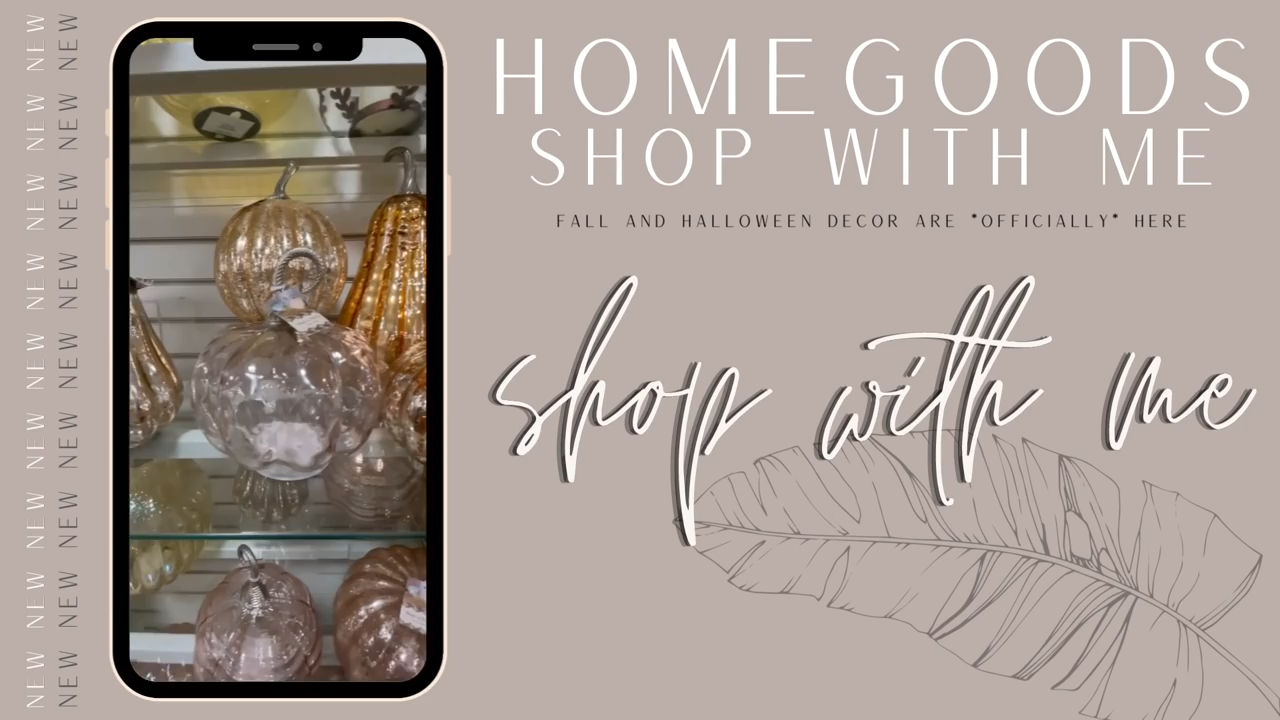 NEW NEW NEW NEW NEW NEW NEW NEW NEW
NEW NEW NEW NEW NEW NEW NEW NEW NEW
HOMEGOODS
SHOP WITH ME
FALL AND HALLOWEEN DECOR ARE *OFFICIALLY* HERE
shop with me